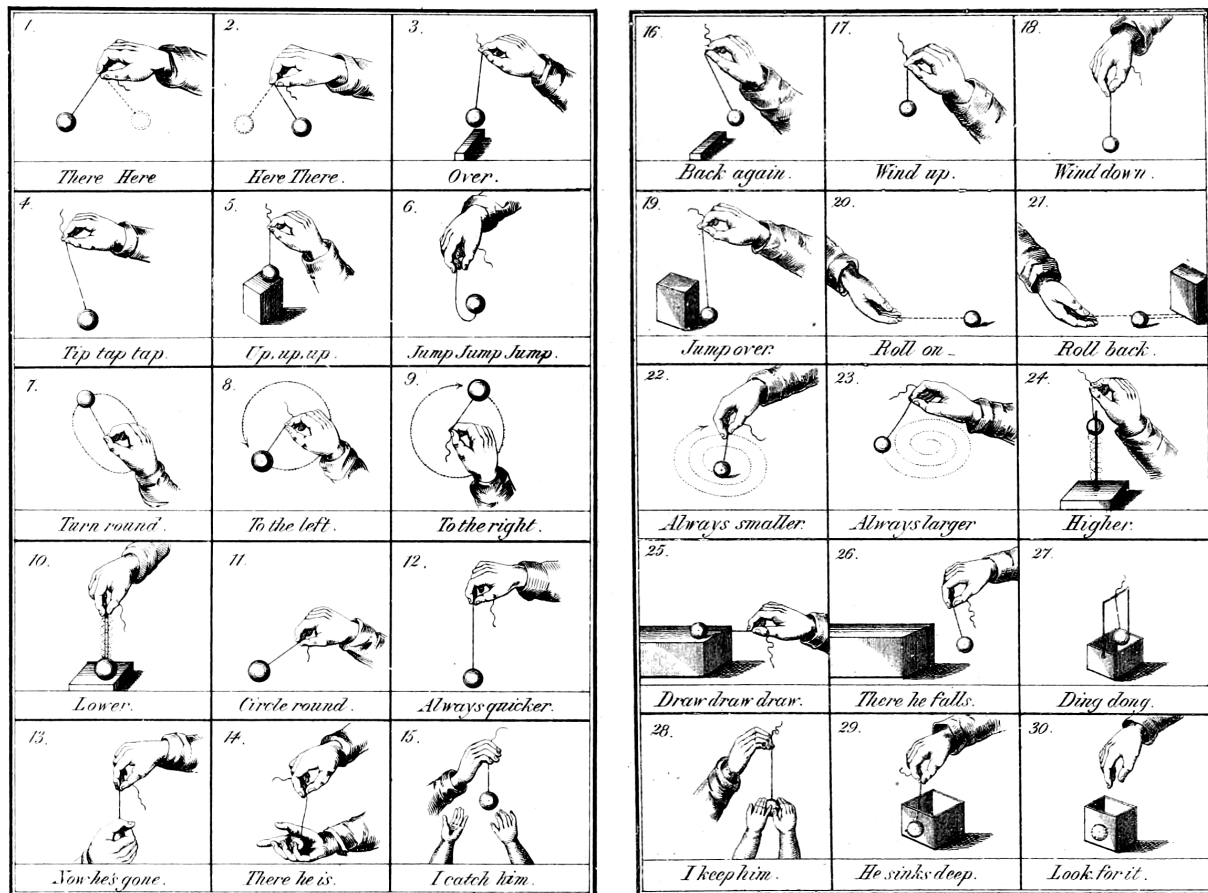 1.
There Here
2.
Here There.
3.
Over.
4.
Tip tap tap.
5.
Up, up, up.
6.
Jump Jump Jump.
7.
Turn round.
8.
To the left.
9.
To the right.
10.
Lower.
11.
Circle round.
12.
Always quicker.
13.
Now he's gone.
14.
There he is.
15.
I catch him.
16.
Back again.
17.
Wind up.
18.
Wind down.
19.
Jump over.
20.
Roll on_
21.
Roll back.
22.
Always smaller.
23.
Always larger
24.
Higher.
25.
Draw draw draw.
26.
There he falls.
27.
Ding dong.
28.
I keep him.
29.
He sinks deep.
30.
Look for it.